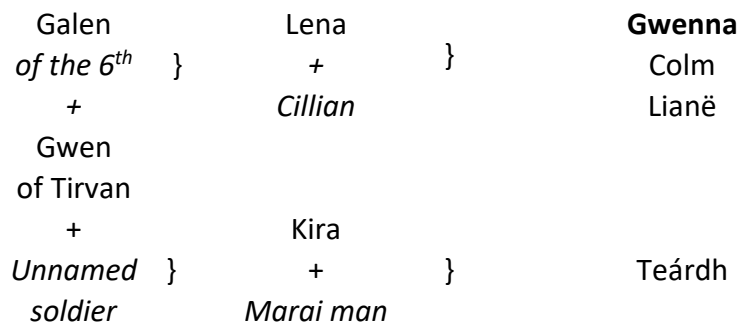 Galen Lena Gwenna
of the 6th } + } Colm
+ Cillian Lianë
Gwen
of Tirvan
+ Kira
Unnamed } + } Teárdh
soldier Marai man